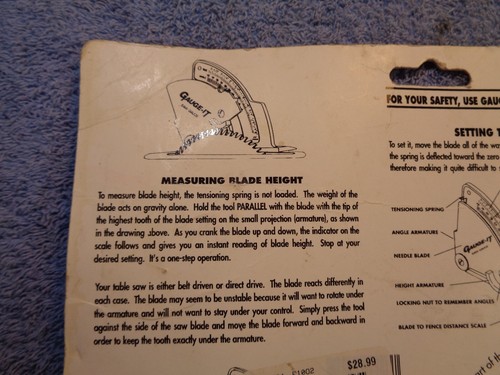 GAUGE-IT
MEASURING BLADE HEIGHT
To measure blade height, the tensioning spring is not loaded. The weight of the
blade acts on gravity alone. Hold the tool PARALLEL with the blade with the tip of
the highest tooth of the blade setting on the small projection (armature), as shown
in the drawing above. As you crank the blade up and down, the indicator on the
scale follows and gives you an instant reading of blade height. Stop at your
desired setting. It's a one-step operation.
Your table saw is either belt driven or direct drive. The blade reacts differently in
each case. The blade may seem to be unstable because it will want to rotate under
the armature and will not want to stay under your control. Simply press the tool
against the side of the saw blade and move the blade forward and backward in
order to keep the tooth exactly under the armature.
$28.99
FOR YOUR SAFETY, USE GAUG
SETTING T
To set it, move the blade all of the wa
the spring is deflected toward the zero
therefore making it quite difficult to
TENSIONING SPRING
ANGLE ARMATURE
GAUGE-IT
NEEDLE BLADE
HEIGHT ARMATURE
LOCKING NUT TO REMEMBER ANGLES
BLADE TO FENCE DISTANCE SCALE